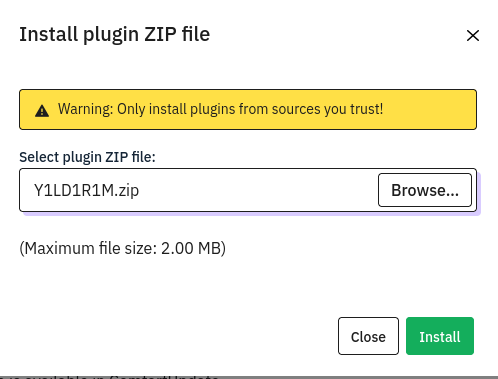 Install plugin ZIP file
Warning: Only install plugins from sources you trust!
Select plugin ZIP file:
Y1LD1R1M.zip
Browse...
(Maximum file size: 2.00 MB)
Close
Install